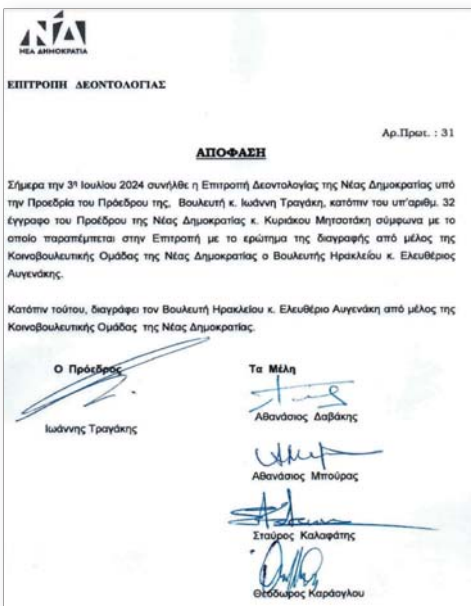 ΝΔ
ΝΕΑ ΔΗΜΟΚΡΑΤΙΑ
ΕΠΙΤΡΟΠΗ ΔΕΟΝΤΟΛΟΓΙΑΣ
Αρ.Πρωτ. : 31
ΑΠΟΦΑΣΗ
Σήμερα την 3η Ιουλίου 2024 συνήλθε η Επιτροπή Δεοντολογίας της Νέας Δημοκρατίας υπό
την Προεδρία του Πρόεδρου της, Βουλευτή κ. Ιωάννη Τραγάκη, κατόπιν του υπ'αριθμ. 32
έγγραφο του Προέδρου της Νέας Δημοκρατίας κ. Κυριάκου Μητσοτάκη σύμφωνα με το
οποίο παραπέμπεται στην Επιτροπή με το ερώτημα της διαγραφής από μέλος της
Κοινοβουλευτικής Ομάδας της Νέας Δημοκρατίας ο Βουλευτής Ηρακλείου κ. Ελευθέριος
Αυγενάκης.
Κατόπιν τούτου, διαγράφει τον Βουλευτή Ηρακλείου κ. Ελευθέριο Αυγενάκη από μέλος της
Κοινοβουλευτικής Ομάδας της Νέας Δημοκρατίας.
Ο Πρόεδρος
Ιωάννης Τραγάκης
Τα Μέλη
Αθανάσιος Δαβάκης
Αθανάσιος Μπούρας
Σταύρος Καλαφάτης
Θεόδωρος Καράογλου